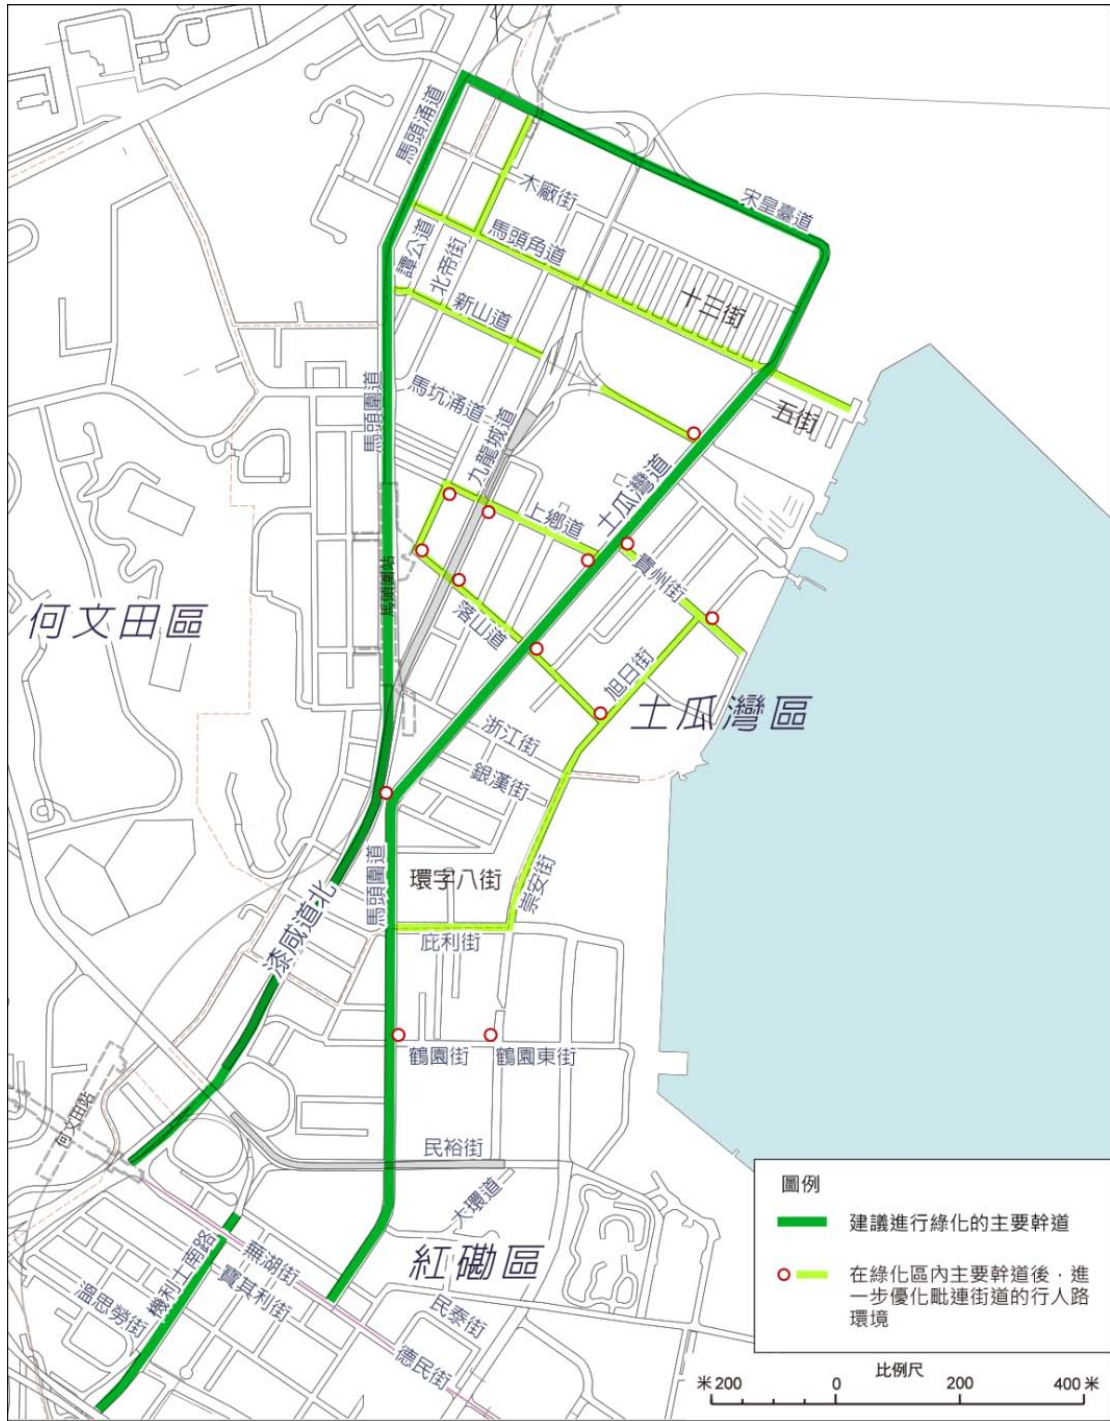 馬頭涌道
宋皇臺道
木廠街
馬頭角道
譚公道
北帝街
十三街
新山道
馬頭圍道
馬坑涌道
九龍城道
五街
土瓜灣道
上鄉道
貴州街
馬頭圍站
何文田區
落山道
旭日街
土瓜灣區
浙江街
銀漢街
馬頭圍道
環字八街
崇安街
漆咸道北
庇利街
鶴園街
鶴園東街
何文田站
民裕街
大環道
機利士南路
蕪湖街
紅磡區
寶其利街
溫思勞街
民泰街
德民街
圖例
建議進行綠化的主要幹道
在綠化區內主要幹道後，進
一步優化毗連街道的行人路
環境
比例尺
米 200 0 200 400 米